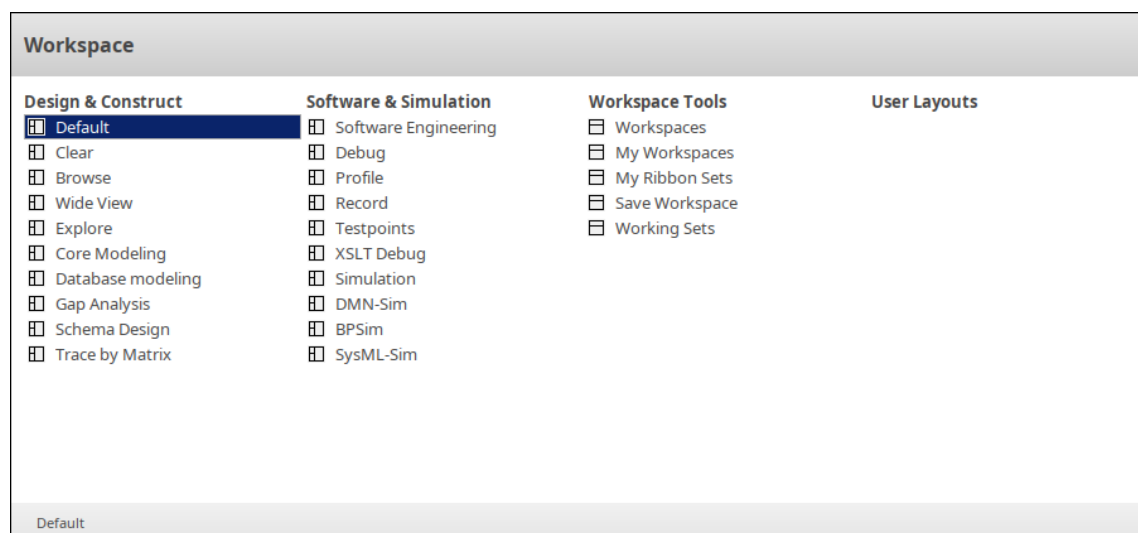 Workspace
Design & Construct
Default
Clear
Browse
Wide View
Explore
Core Modeling
Database modeling
Gap Analysis
Schema Design
Trace by Matrix
Software & Simulation
Software Engineering
Debug
Profile
Record
Testpoints
XSLT Debug
Simulation
DMN-Sim
BPSim
SysML-Sim
Workspace Tools
Workspaces
My Workspaces
My Ribbon Sets
Save Workspace
Working Sets
User Layouts
Default